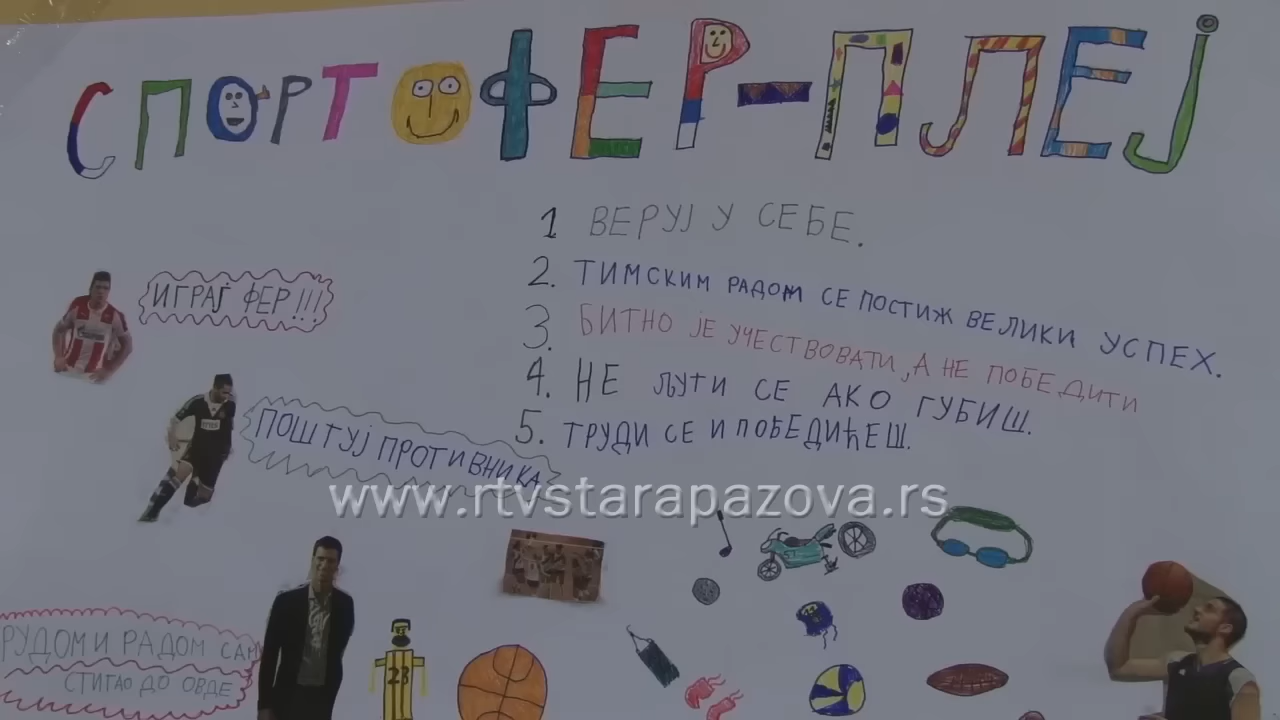 СПОРТ О ФЕР-ПЛЕЈ
1 ВЕРУЈ У СЕБЕ.
2. ТИМСКИМ РАДОМ СЕ ПОСТИЖ ВЕЛИКИ УСПЕХ.
3. БИТНО ЈЕ УЧЕСТВОВАТИ, А НЕ ПОБЕДИТИ
4. НЕ ЉУТИ СЕ АКО ГУБИШ.
5. ТРУДИ СЕ И ПОБЕДИЋЕШ.
ИГРАЈ ФЕР!!!
ПОШТУЈ ПРОТИВНИКА
www.rtvstarapazova.rs
РУДОМ И РАДОМ САМ
СТИГАО ДО ОВДЕ
23